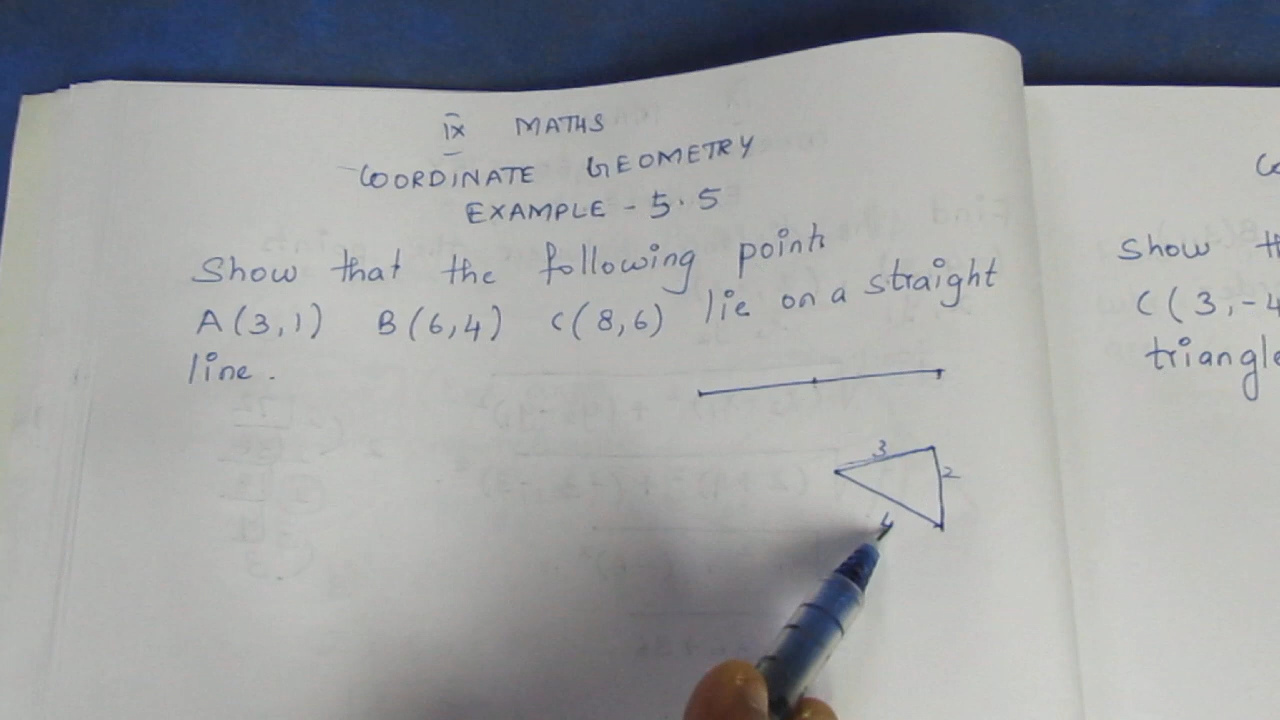 IX MATHS
COORDINATE GEOMETRY
EXAMPLE - 5.5
Show that the following points
A(3,1) B(6,4) C(8,6) lie on a straight
line.
3
2
4
Show
C(3,-4
triangle